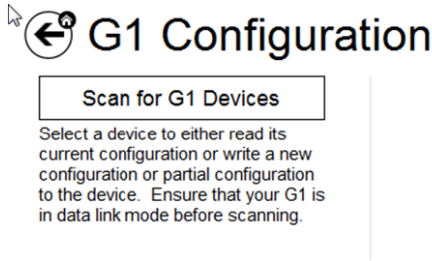 G1 Configuration
Scan for G1 Devices
Select a device to either read its
current configuration or write a new
configuration or partial configuration
to the device.  Ensure that your G1 is
in data link mode before scanning.